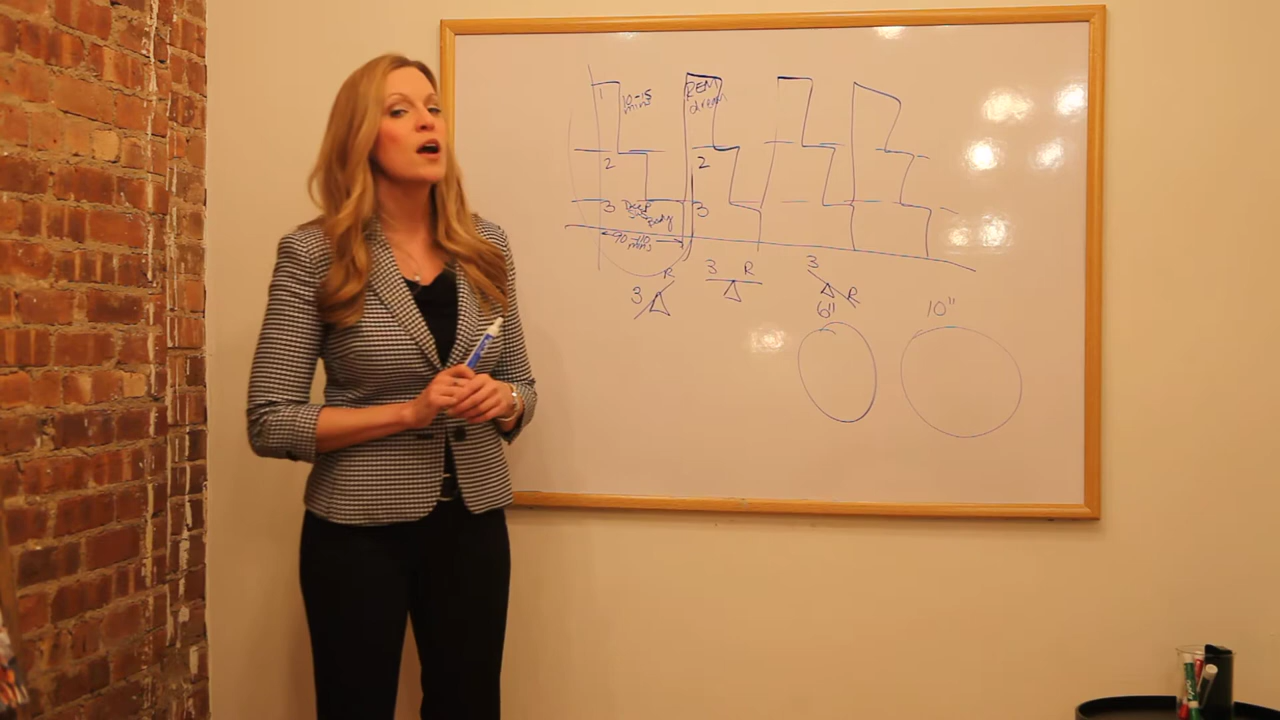 1
10-15
mins
REM
dream
2
2
3 Deep
Body
3
90-110
mins
3 R
3 R
3 R
6"
10"